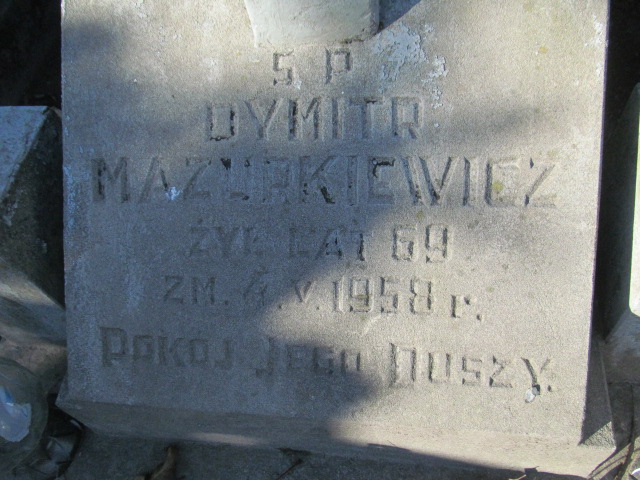 Ś P
DYMITR
MAZURKIEWICZ
ŻYŁ LAT 69
ZM. 4.V.1958 r.
POKÓJ JEGO DUSZY.